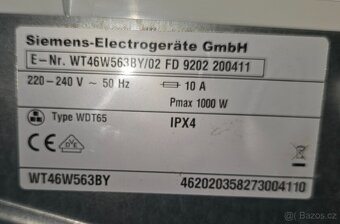 Siemens-Electrogeräte GmbH
E-Nr. WT46W563BY/02 FD 9202 200411
220-240 V ~ 50 Hz 10 A
Pmax 1000 W
Type WDT65 IPX4
WT46W563BY 462020358273004110
Bazoš.cz